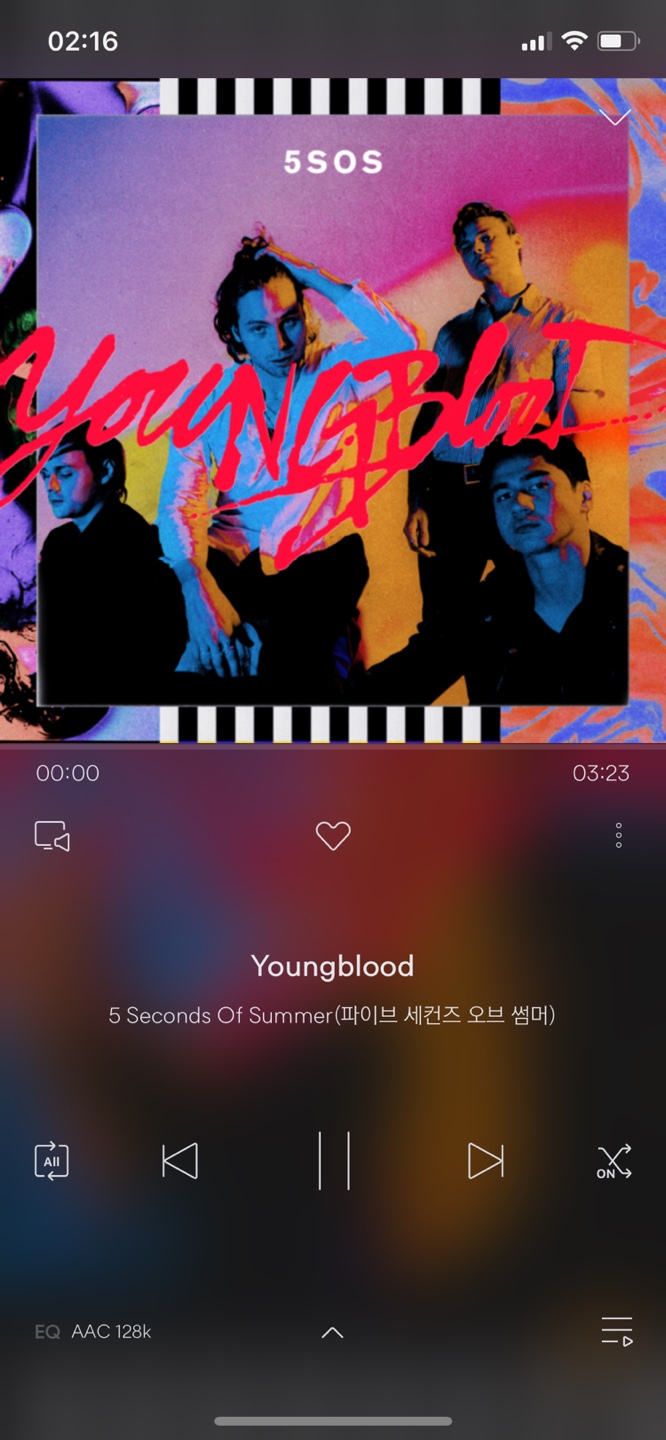 02:16
5SOS
YOUNGBlooD
00:00
03:23
Youngblood
5 Seconds Of Summer(파이브 세컨즈 오브 썸머)
All
ON
EQ AAC 128k